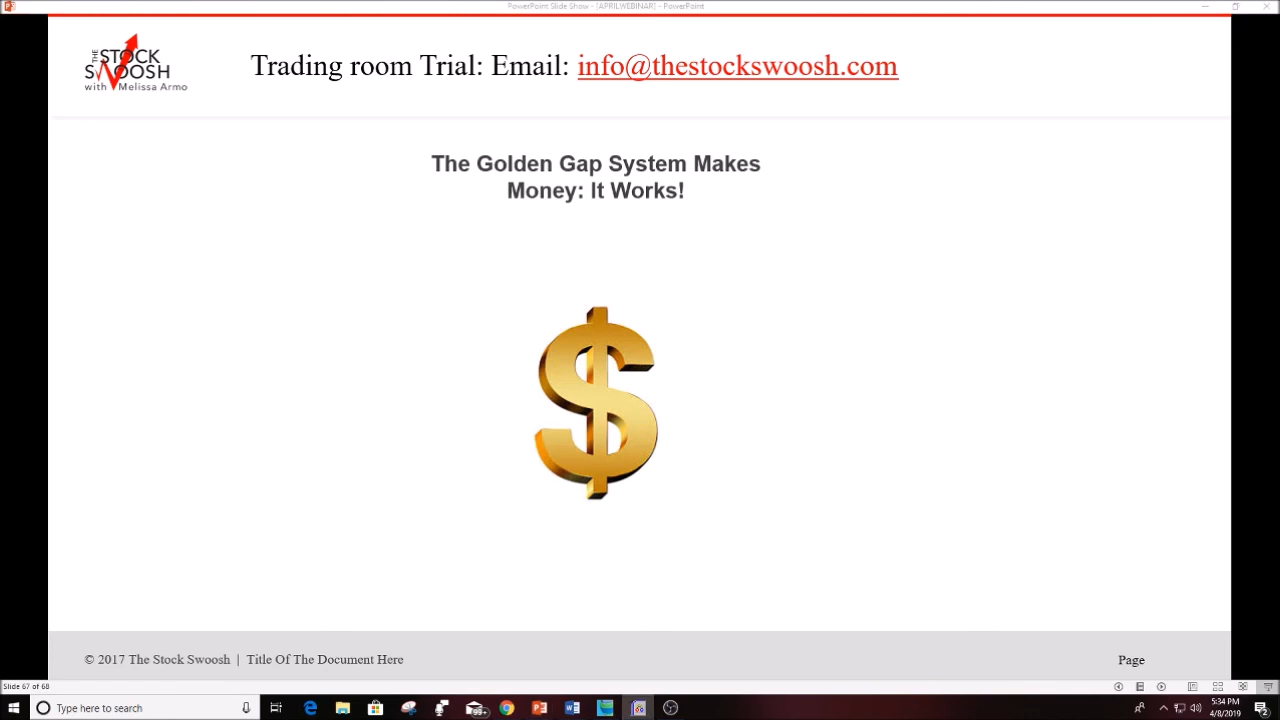 PowerPoint Slide Show - [APRILWEBINAR] - PowerPoint
THE
STOCK
SWOOSH
with Melissa Armo
Trading room Trial: Email: info@thestockswoosh.com
The Golden Gap System Makes
Money: It Works!
$
© 2017 The Stock Swoosh | Title Of The Document Here
Page
Slide 67 of 68
Type here to search
99+
5:34 PM
4/8/2019
2